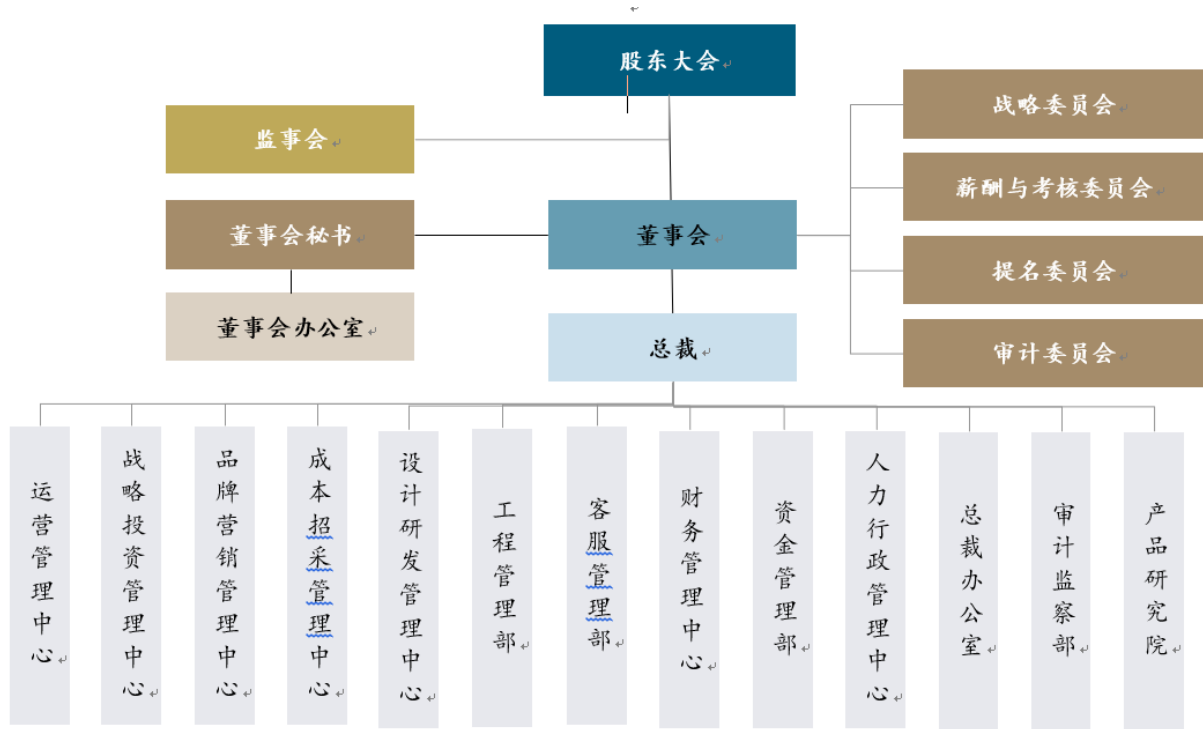 股东大会
监事会
战略委员会
薪酬与考核委员会
董事会秘书
董事会
提名委员会
董事会办公室
总裁
审计委员会
运营管理中心
战略投资管理中心
品牌营销管理中心
成本招采管理中心
设计研发管理中心
工程管理部
客服管理部
财务管理中心
资金管理部
人力行政管理中心
总裁办公室
审计监察部
产品研究院